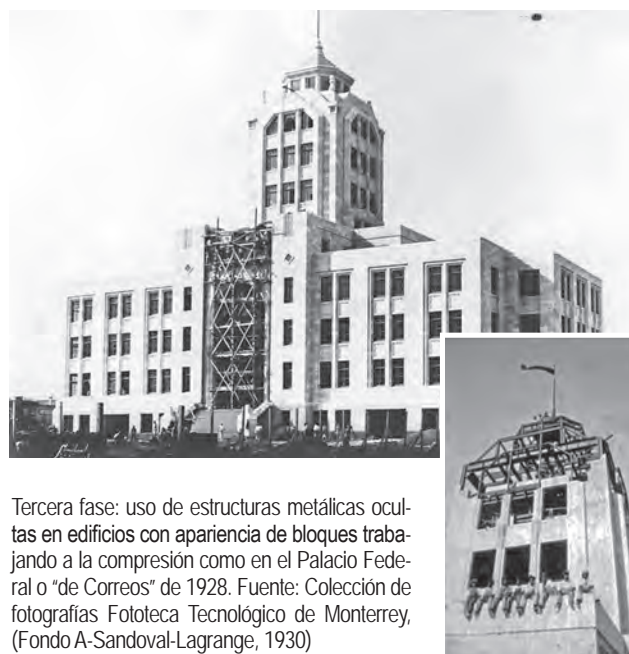 Tercera fase: uso de estructuras metálicas ocul-
tas en edificios con apariencia de bloques traba-
jando a la compresión como en el Palacio Fede-
ral o “de Correos” de 1928. Fuente: Colección de
fotografías Fototeca Tecnológico de Monterrey,
(Fondo A-Sandoval-Lagrange, 1930)